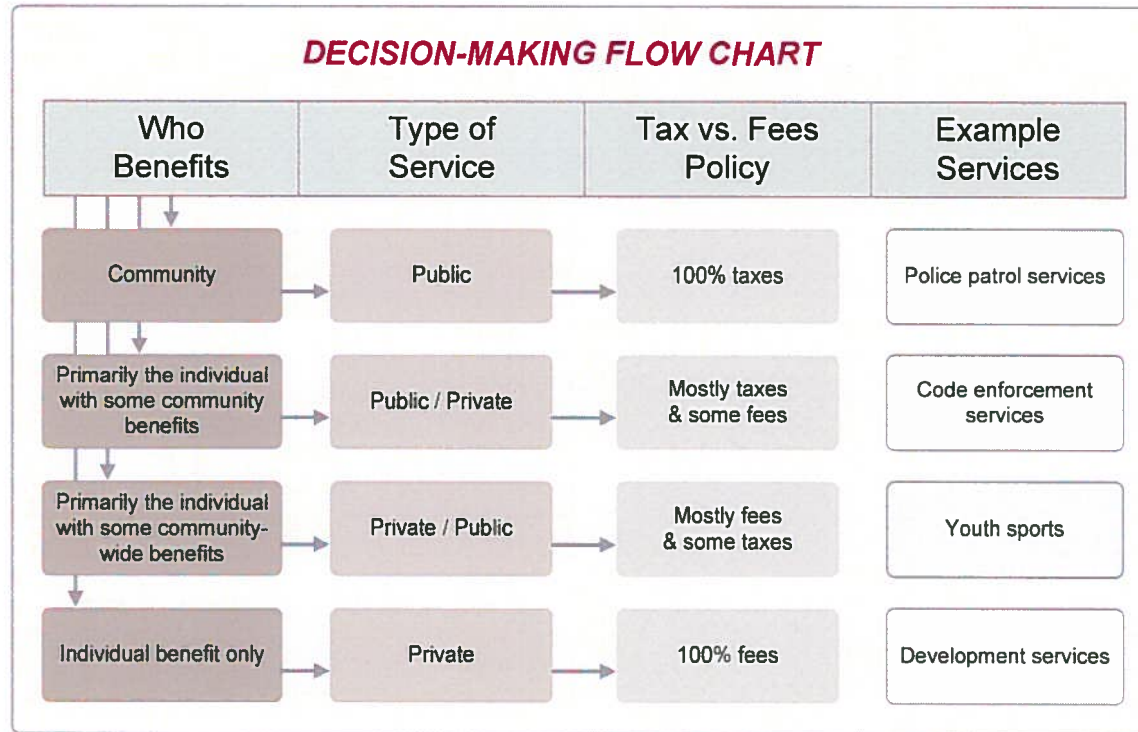 DECISION-MAKING FLOW CHART
Who
Benefits
Type of
Service
Tax vs. Fees
Policy
Example
Services
Community
Public
100% taxes
Police patrol services
Primarily the individual
with some community
benefits
Public / Private
Mostly taxes
& some fees
Code enforcement
services
Primarily the individual
with some community-
wide benefits
Private / Public
Mostly fees
& some taxes
Youth sports
Individual benefit only
Private
100% fees
Development services